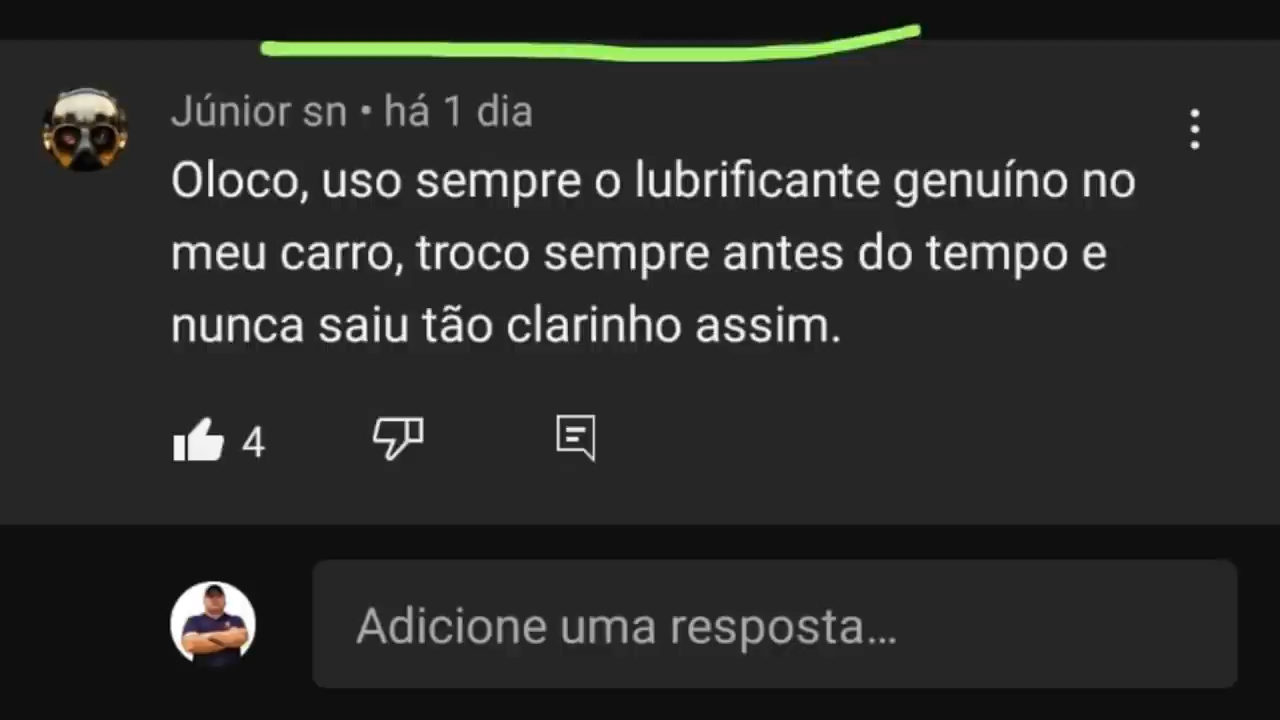 Júnior sn • há 1 dia
Oloco, uso sempre o lubrificante genuíno no
meu carro, troco sempre antes do tempo e
nunca saiu tão clarinho assim.
4
Adicione uma resposta...